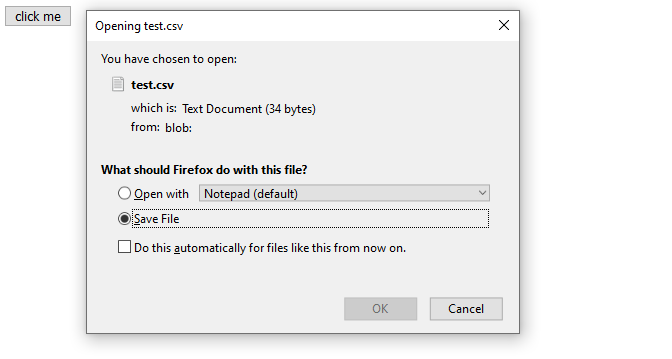 click me
Opening test.csv
You have chosen to open:
test.csv
which is: Text Document (34 bytes)
from: blob:
What should Firefox do with this file?
Open with Notepad (default)
Save File
Do this automatically for files like this from now on.
OK Cancel